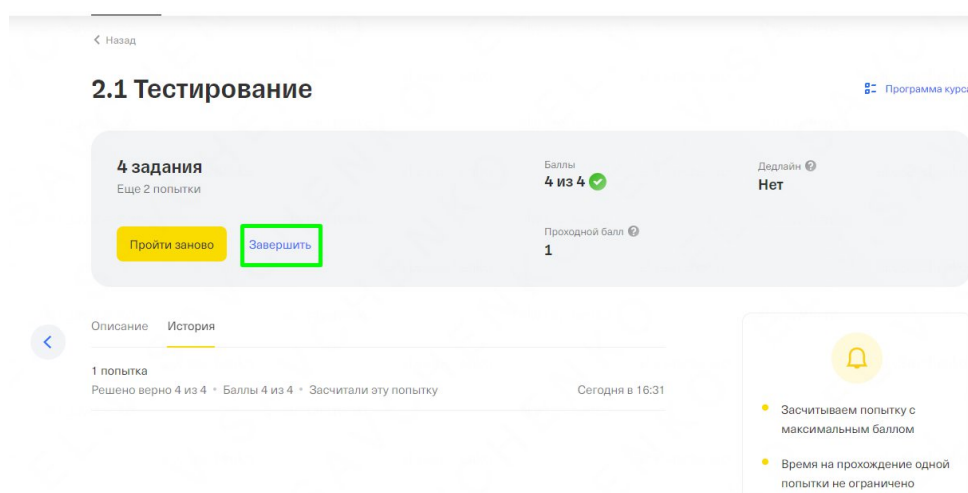 Назад
2.1 Тестирование
Программа курса
4 задания
Еще 2 попытки
Баллы
4 из 4
Дедлайн
Нет
Пройти заново
Завершить
Проходной балл
1
Описание
История
1 попытка
Решено верно 4 из 4 • Баллы 4 из 4 • Засчитали эту попытку
Сегодня в 16:31
Засчитываем попытку с
максимальным баллом
Время на прохождение одной
попытки не ограничено